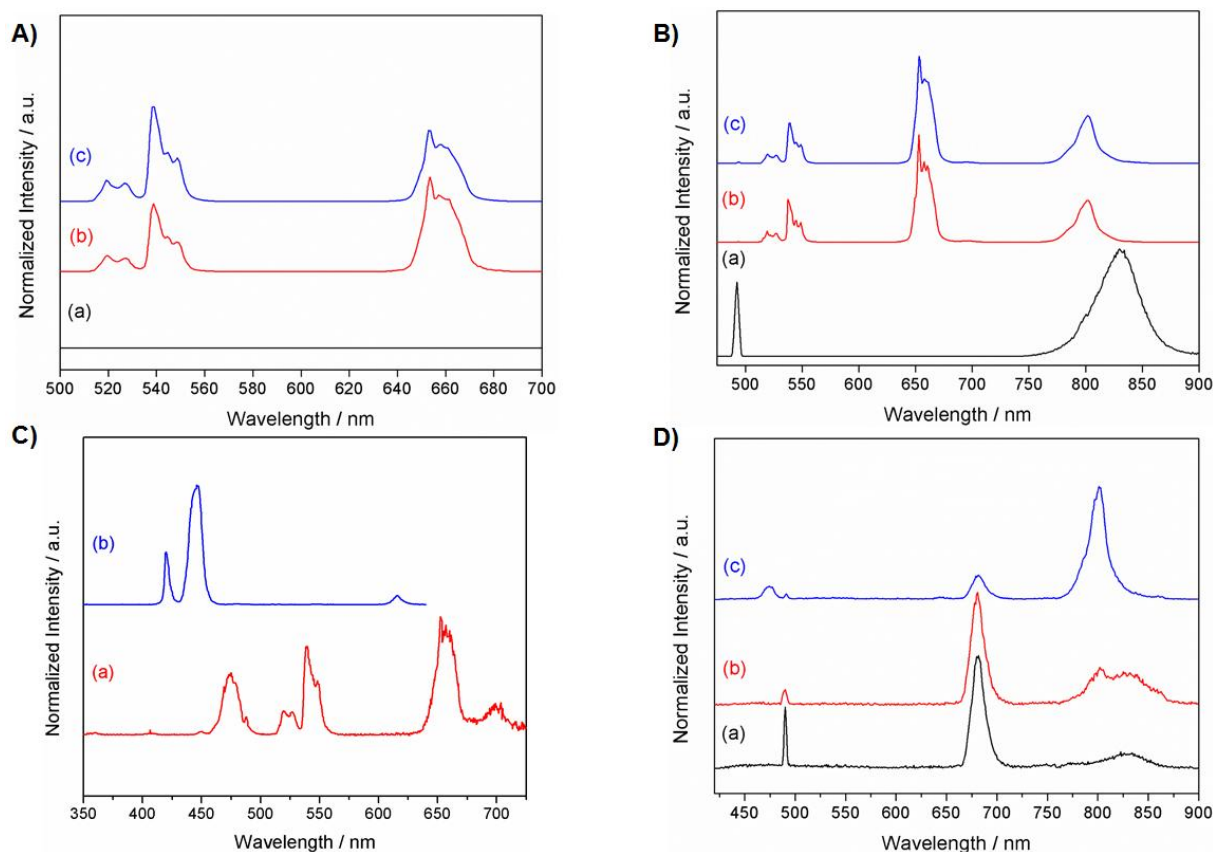 A)
Normalized Intensity / a.u.
(c)
(b)
(a)
500 520 540 560 580 600 620 640 660 680 700
Wavelength / nm
B)
Normalized Intensity / a.u.
(c)
(b)
(a)
500 550 600 650 700 750 800 850 900
Wavelength / nm
C)
Normalized Intensity / a.u.
(b)
(a)
350 400 450 500 550 600 650 700
Wavelength / nm
D)
Normalized Intensity / a.u.
(c)
(b)
(a)
450 500 550 600 650 700 750 800 850 900
Wavelength / nm